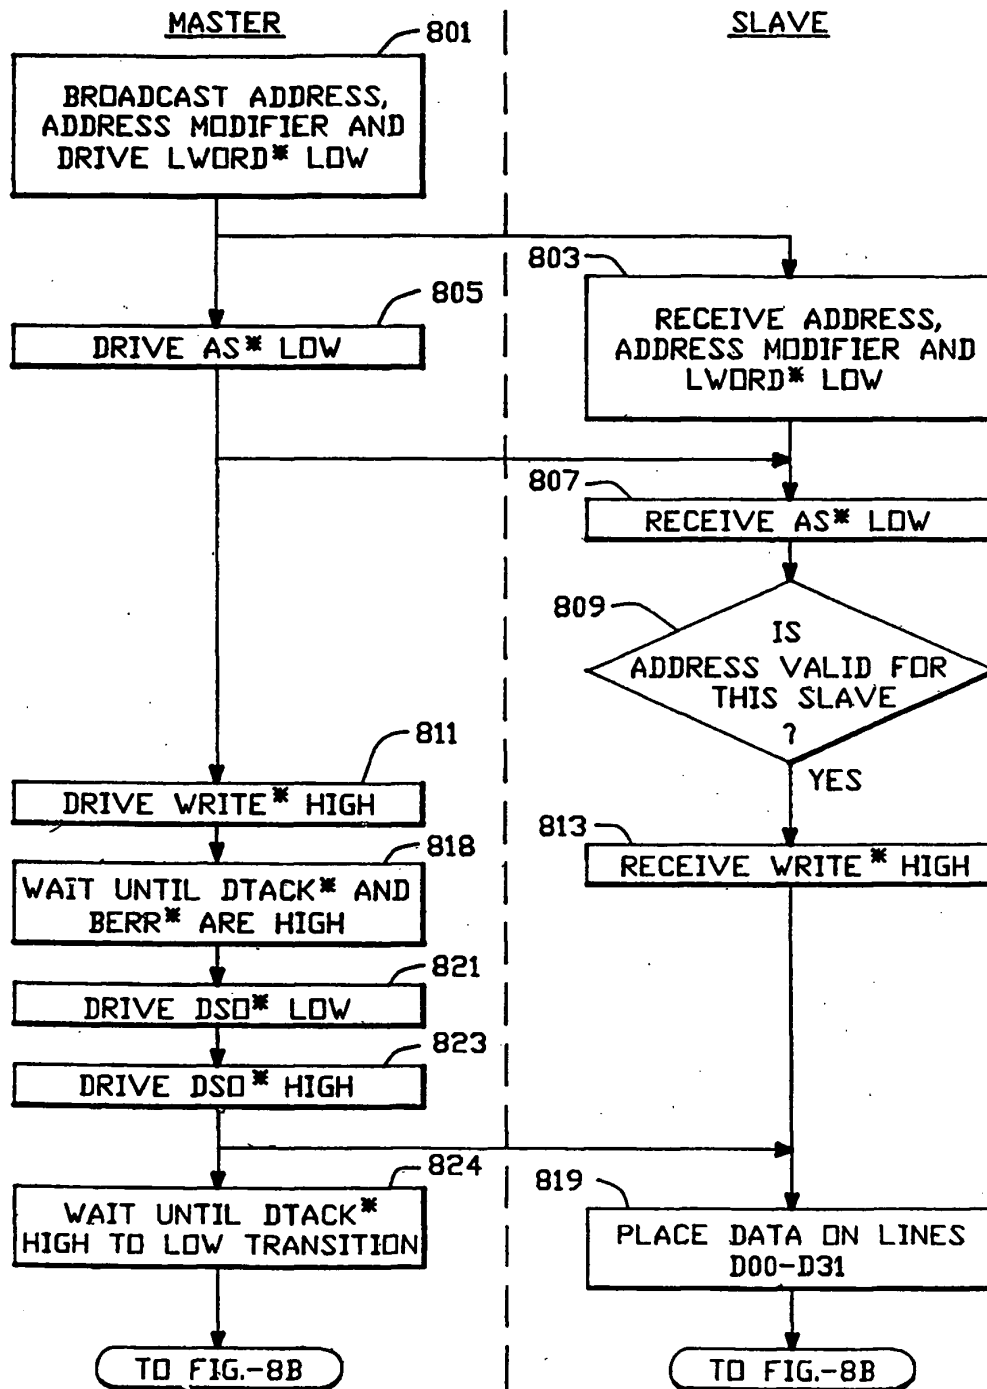 MASTER
SLAVE
801
BROADCAST ADDRESS,
ADDRESS MODIFIER AND
DRIVE LWORD* LOW
803
RECEIVE ADDRESS,
ADDRESS MODIFIER AND
LWORD* LOW
805
DRIVE AS* LOW
807
RECEIVE AS* LOW
809
IS
ADDRESS VALID FOR
THIS SLAVE
?
YES
811
DRIVE WRITE* HIGH
813
RECEIVE WRITE* HIGH
818
WAIT UNTIL DTACK* AND
BERR* ARE HIGH
821
DRIVE DS0* LOW
823
DRIVE DS0* HIGH
824
WAIT UNTIL DTACK*
HIGH TO LOW TRANSITION
819
PLACE DATA ON LINES
D00-D31
TO FIG.-8B
TO FIG.-8B